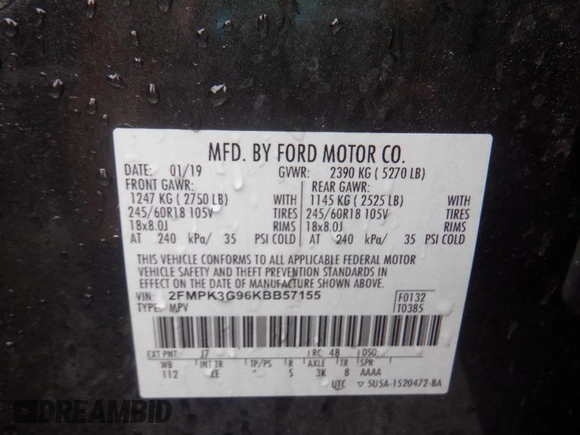 MFD. BY FORD MOTOR CO.
DATE: 01/19 GVWR: 2390 KG ( 5270 LB)
FRONT GAWR: REAR GAWR:
1247 KG ( 2750 LB) WITH 1145 KG ( 2525 LB) WITH
245/60R18 105V TIRES 245/60R18 105V TIRES
18x8.0J RIMS 18x8.0J RIMS
AT 240 kPa/ 35 PSI COLD AT 240 kPa/ 35 PSI COLD
THIS VEHICLE CONFORMS TO ALL APPLICABLE FEDERAL MOTOR
VEHICLE SAFETY AND THEFT PREVENTION STANDARDS IN
EFFECT ON THE DATE OF MANUFACTURE SHOWN ABOVE.
VIN: 2FMPK3G96KBB57155 F0132
TYPE: MPV T0385
EXT PNT: J7 RC: 48 DSO:
WB INT TR TP/PS R AXLE TR SPR
112 CE S 3K 8 AAAA
UTC 5U5A-1520472-BA
DREAMBID